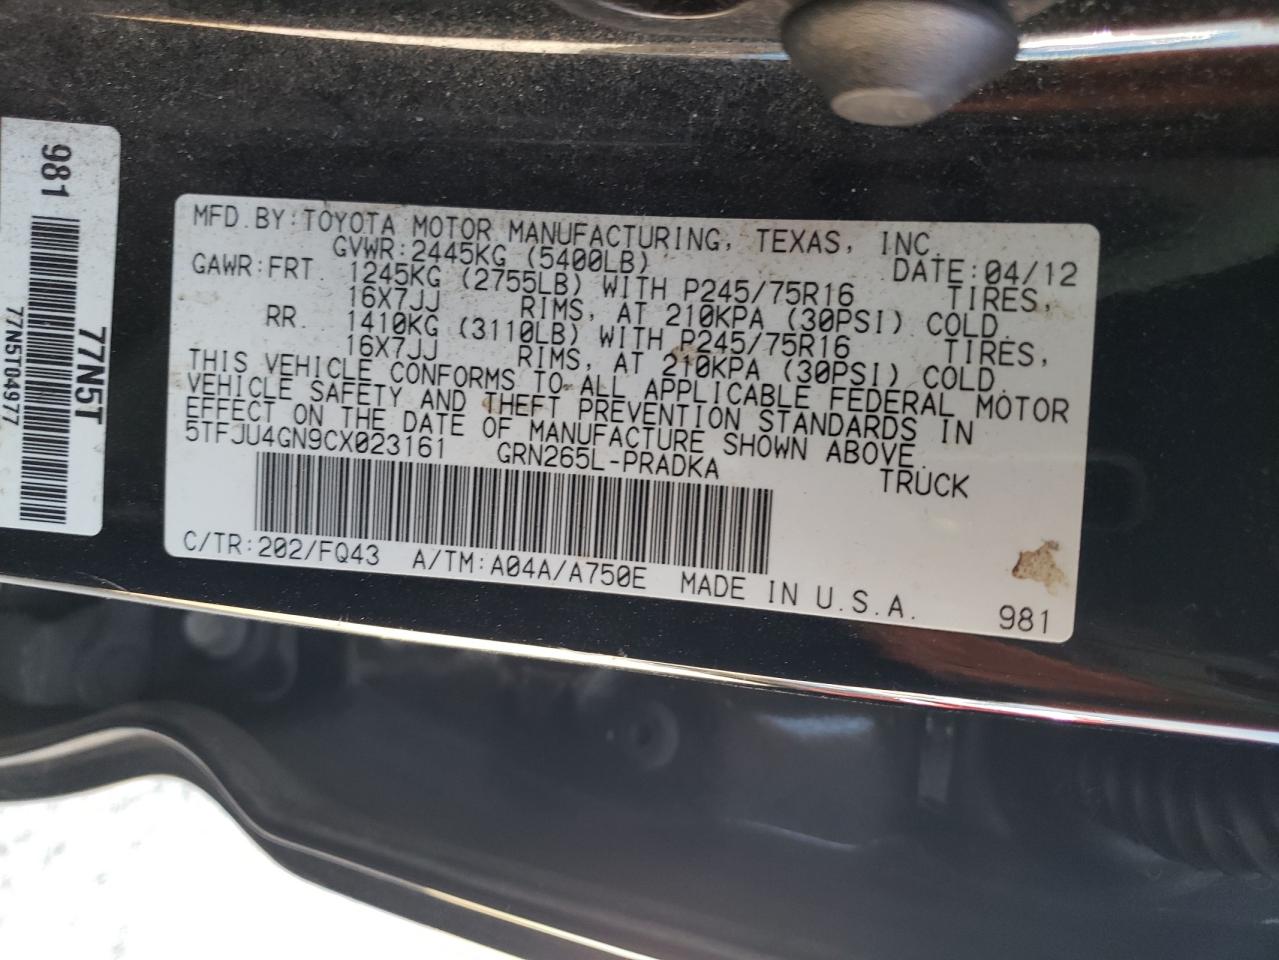 981
77N5T
77N5T04977
MFD.BY:TOYOTA MOTOR MANUFACTURING, TEXAS, INC.
GVWR:2445KG (5400LB) DATE:04/12
GAWR:FRT 1245KG (2755LB) WITH P245/75R16 TIRES,
16X7JJ RIMS, AT 210KPA (30PSI) COLD.
RR. 1410KG (3110LB) WITH P245/75R16 TIRES,
16X7JJ RIMS, AT 210KPA (30PSI) COLD.
THIS VEHICLE CONFORMS TO ALL APPLICABLE FEDERAL MOTOR
VEHICLE SAFETY AND THEFT PREVENTION STANDARDS IN
EFFECT ON THE DATE OF MANUFACTURE SHOWN ABOVE.
5TFJU4GN9CX023161 GRN265L-PRADKA TRUCK
C/TR:202/FQ43 A/TM:A04A/A750E MADE IN U.S.A.
981